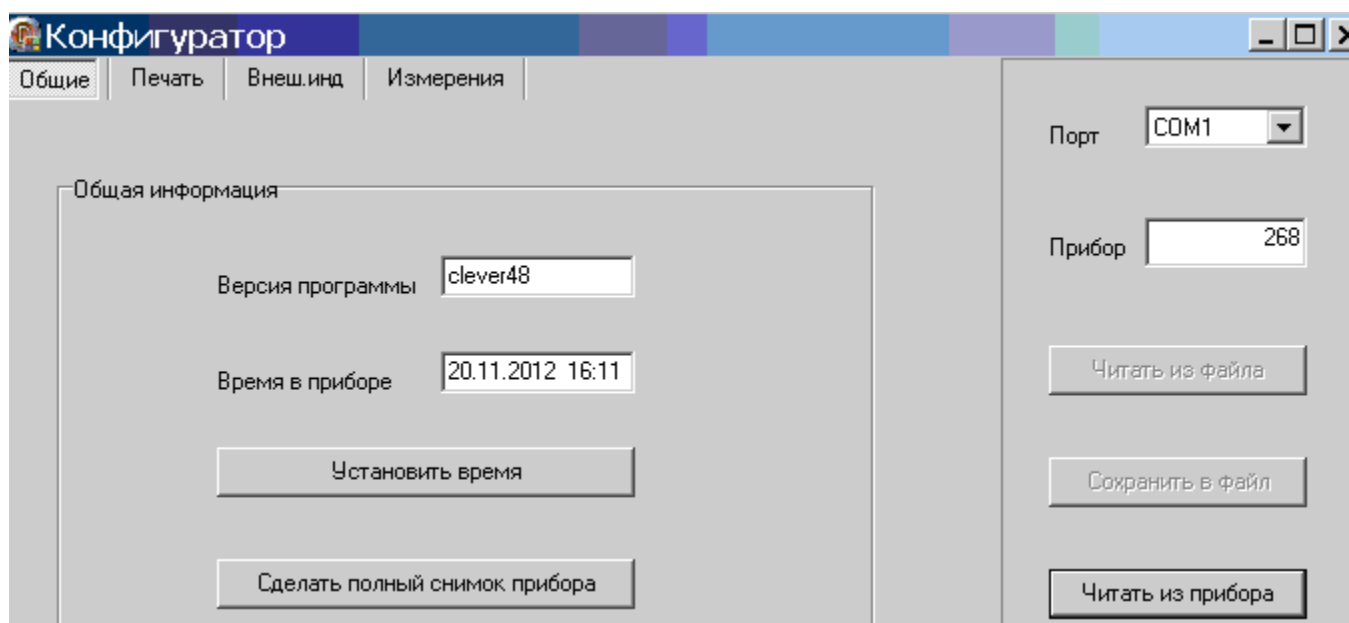 Конфигуратор
Общие Печать Внеш.инд Измерения
Порт COM1
Общая информация
Прибор 268
Версия программы clever48
Время в приборе 20.11.2012 16:11
Читать из файла
Установить время
Сохранить в файл
Сделать полный снимок прибора
Читать из прибора